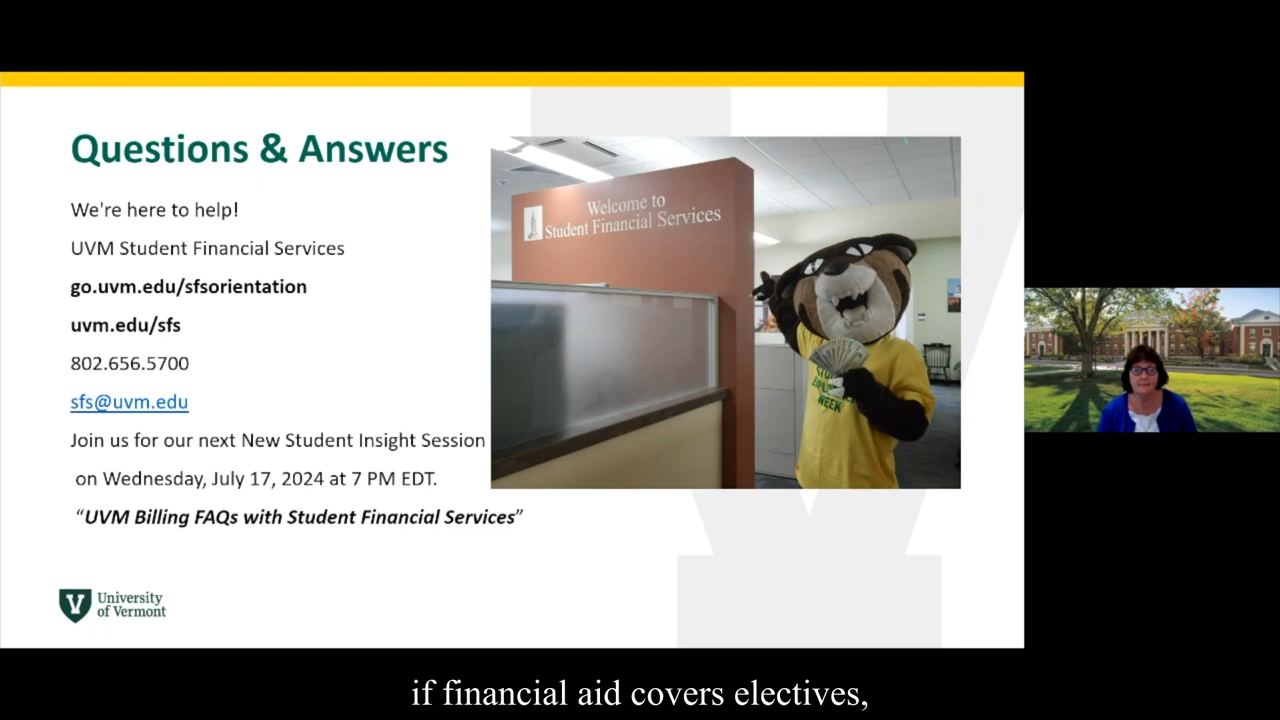 Questions & Answers
We're here to help!
UVM Student Financial Services
go.uvm.edu/sfsorientation
uvm.edu/sfs
802.656.5700
sfs@uvm.edu
Join us for our next New Student Insight Session
on Wednesday, July 17, 2024 at 7 PM EDT.
“UVM Billing FAQs with Student Financial Services”
Welcome to
Student Financial Services
WEEK
University
of Vermont
if financial aid covers electives,